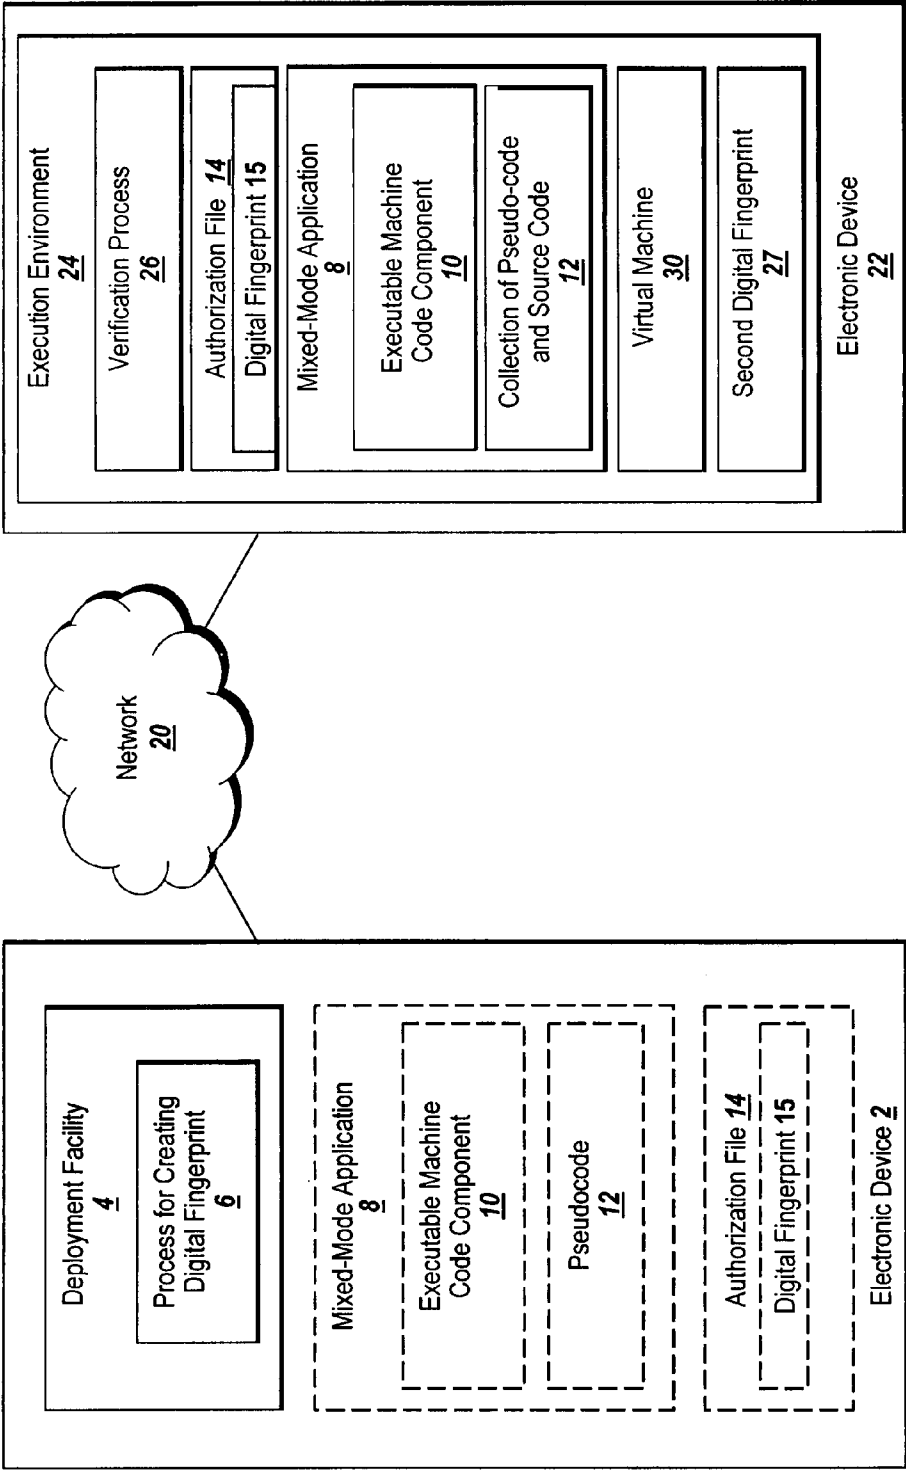 Deployment Facility
4
Process for Creating
Digital Fingerprint
6
Mixed-Mode Application
8
Executable Machine
Code Component
10
Pseudocode
12
Authorization File 14
Digital Fingerprint 15
Electronic Device 2
Network
20
Execution Environment
24
Verification Process
26
Authorization File 14
Digital Fingerprint 15
Mixed-Mode Application
8
Executable Machine
Code Component
10
Collection of Pseudo-code
and Source Code
12
Virtual Machine
30
Second Digital Fingerprint
27
Electronic Device
22